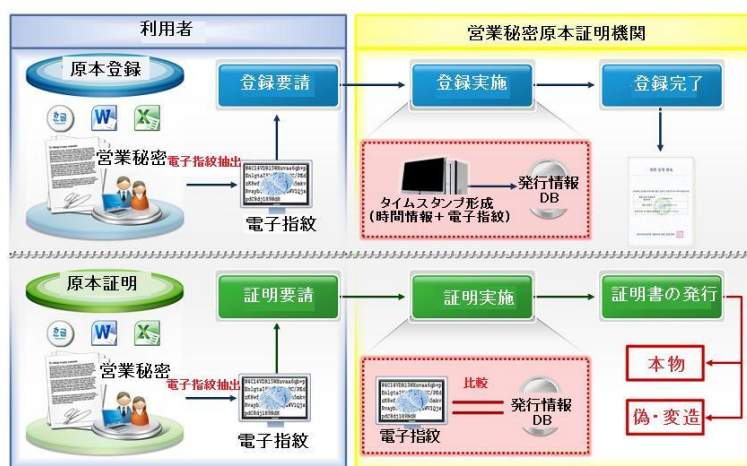 利用者
営業秘密原本証明機関
原本登録
登録要請
登録実施
登録完了
한글
W
X
営業秘密
電子指紋抽出
電子指紋
タイムスタンプ形成
(時間情報+電子指紋)
発行情報
DB
原本証明
証明要請
証明実施
証明書の発行
한글
W
X
営業秘密
電子指紋抽出
電子指紋
電子指紋
比較
発行情報
DB
本物
偽・変造